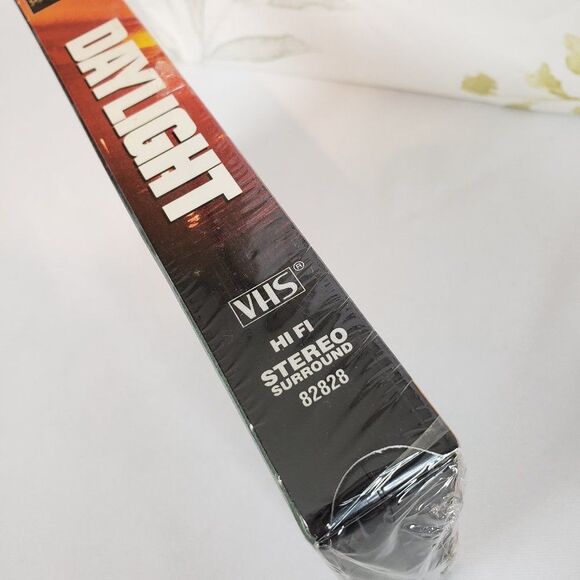 DAYLIGHT
VHS®
HI FI
STEREO
SURROUND
82828